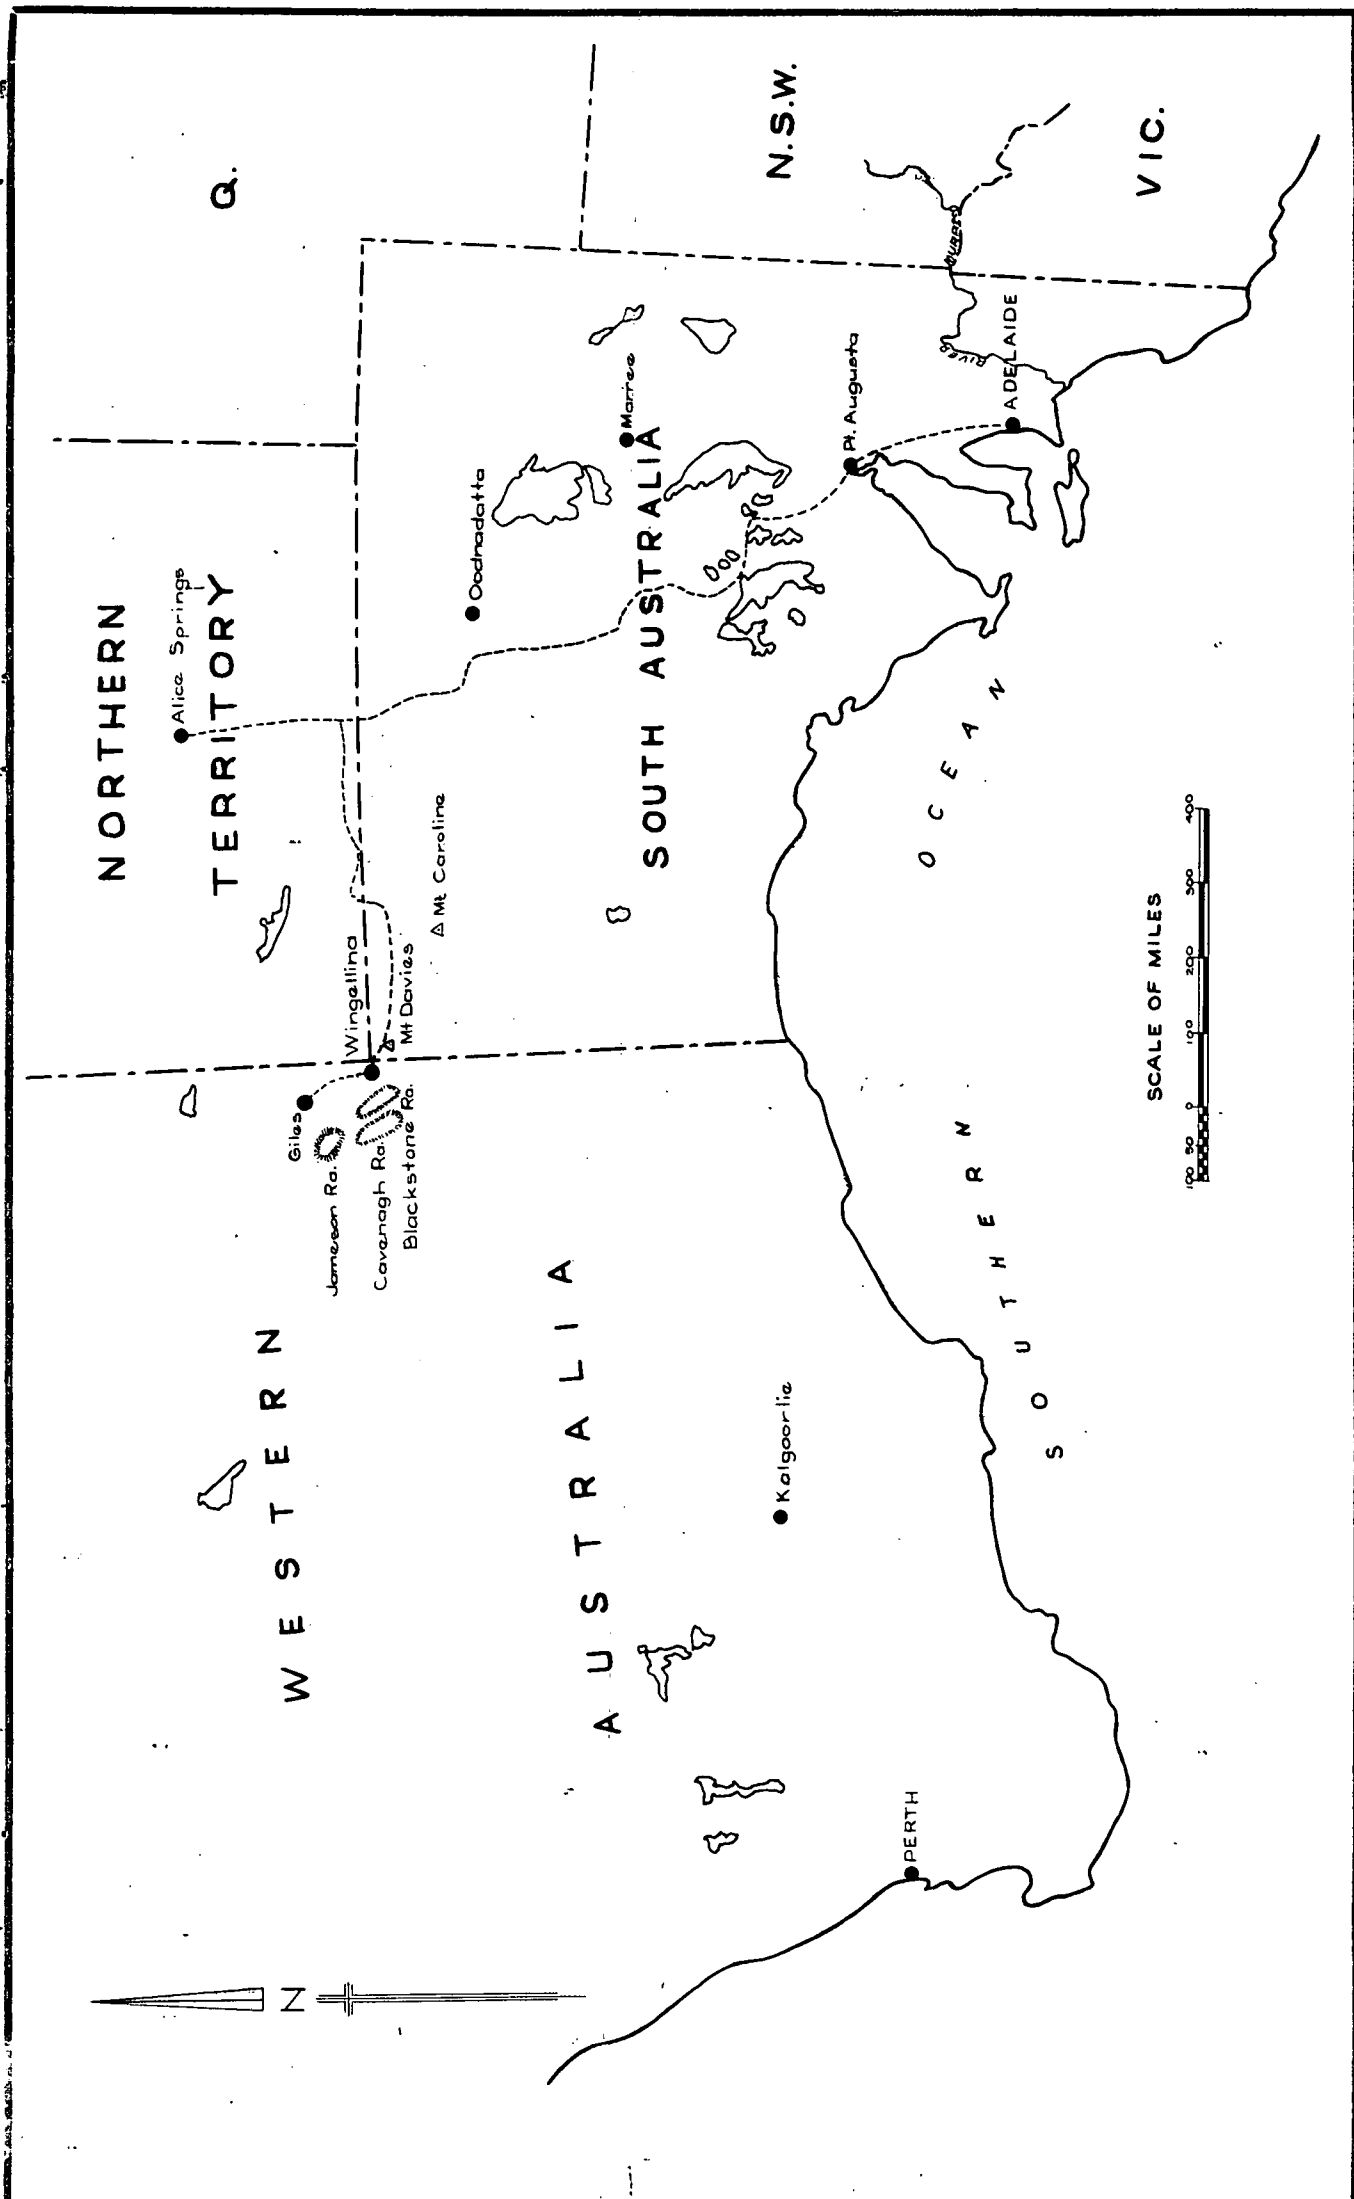 NORTHERN
TERRITORY
Q.
Alice Springs
Giles
Wingellina
Jameson Ra.
Cavenagh Ra.
Blackstone Ra.
Mt Davies
Mt Caroline
Oodnadatta
Marree
WESTERN
AUSTRALIA
SOUTH AUSTRALIA
N.S.W.
Kalgoorlie
Pt. Augusta
RIVER
MURRAY
PERTH
ADELAIDE
VIC.
SOUTHERN
OCEAN
SCALE OF MILES
100 50 0 100 200 300 400
N